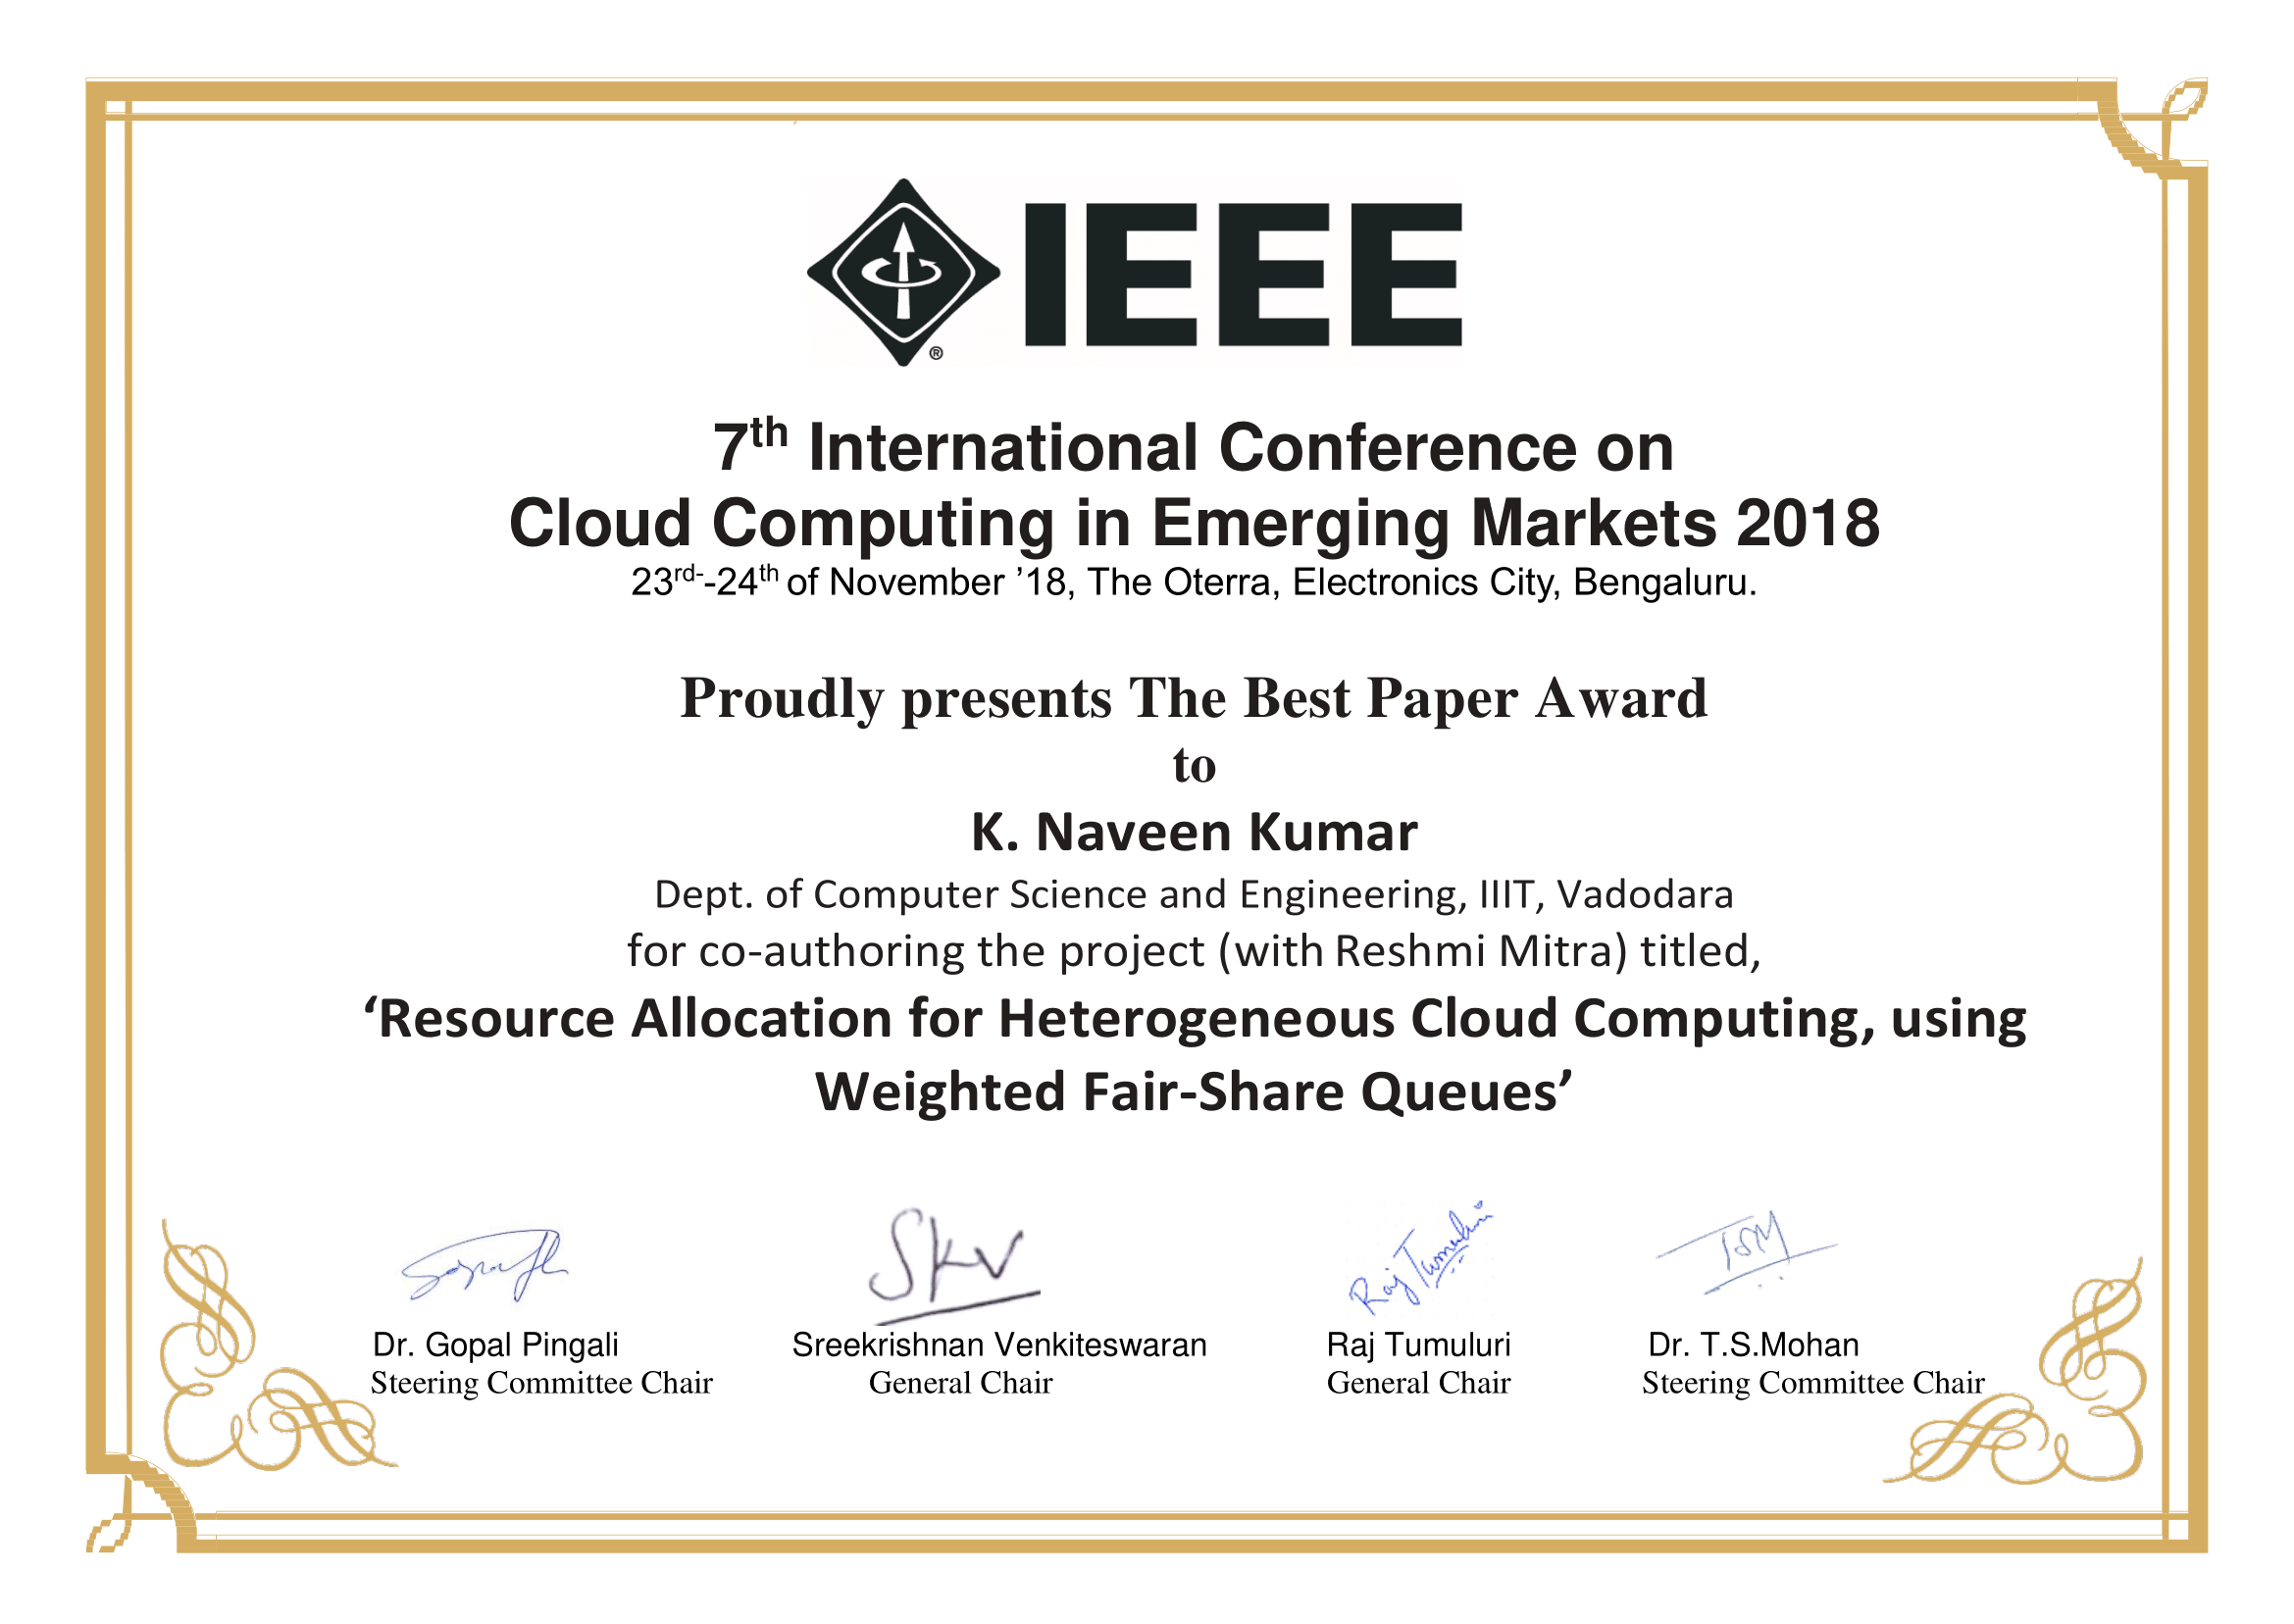 IEEE
®
7th International Conference on
Cloud Computing in Emerging Markets 2018
23rd--24th of November ’18, The Oterra, Electronics City, Bengaluru.
Proudly presents The Best Paper Award
to
K. Naveen Kumar
Dept. of Computer Science and Engineering, IIIT, Vadodara
for co-authoring the project (with Reshmi Mitra) titled,
‘Resource Allocation for Heterogeneous Cloud Computing, using
Weighted Fair-Share Queues’
SKV
Raj Tumuluri
TSM
Dr. Gopal Pingali
Sreekrishnan Venkiteswaran
Raj Tumuluri
Dr. T.S.Mohan
Steering Committee Chair
General Chair
General Chair
Steering Committee Chair